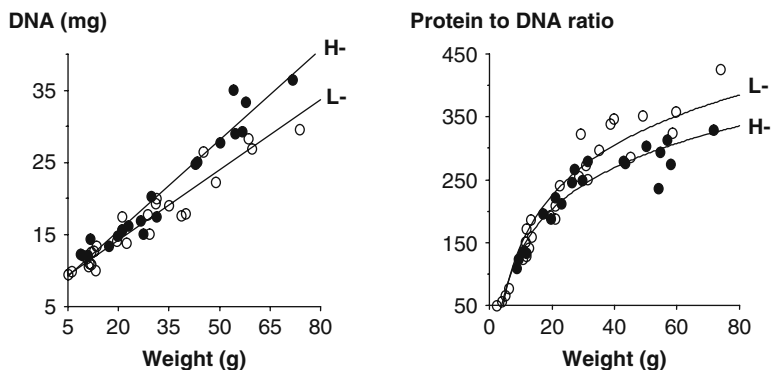 DNA (mg)
35
25
15
5
5 20 35 50 65 80
Weight (g)
H-
L-
Protein to DNA ratio
450
350
250
150
50
0 20 40 60 80
Weight (g)
L-
H-